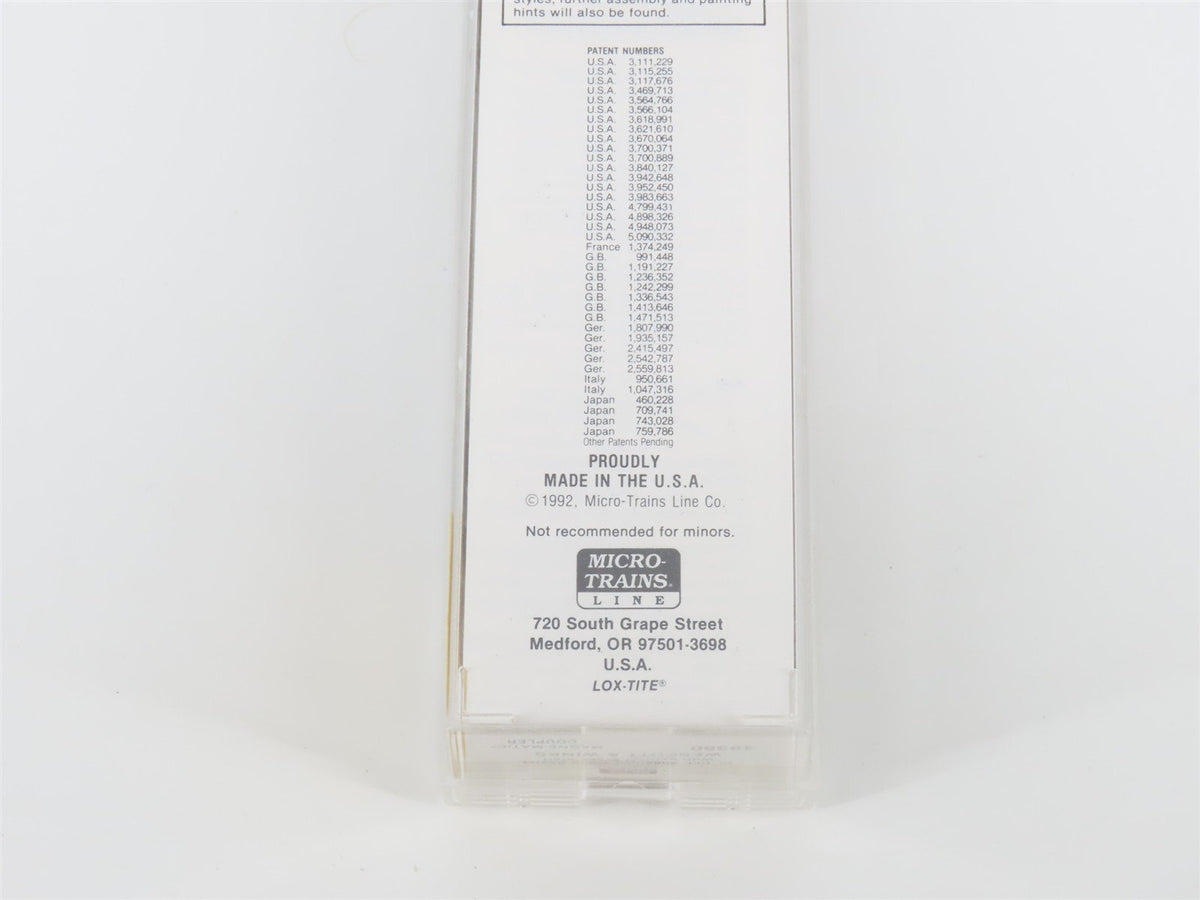 styles, further assembly and painting
hints will also be found.
PATENT NUMBERS
U.S.A. 3,111,229
U.S.A. 3,115,255
U.S.A. 3,117,676
U.S.A. 3,469,713
U.S.A. 3,564,766
U.S.A. 3,566,104
U.S.A. 3,618,991
U.S.A. 3,621,610
U.S.A. 3,670,064
U.S.A. 3,700,371
U.S.A. 3,700,889
U.S.A. 3,840,127
U.S.A. 3,942,648
U.S.A. 3,952,450
U.S.A. 3,983,663
U.S.A. 4,799,431
U.S.A. 4,898,326
U.S.A. 4,948,073
U.S.A. 5,090,332
France 1,374,249
G.B. 991,448
G.B. 1,191,227
G.B. 1,236,352
G.B. 1,242,299
G.B. 1,336,543
G.B. 1,413,646
G.B. 1,471,513
Ger. 1,807,990
Ger. 1,935,157
Ger. 2,415,497
Ger. 2,542,787
Ger. 2,559,813
Italy 950,661
Italy 1,047,316
Japan 460,228
Japan 709,741
Japan 743,028
Japan 759,786
Other Patents Pending
PROUDLY
MADE IN THE U.S.A.
©1992, Micro-Trains Line Co.
Not recommended for minors.
MICRO-
TRAINS®
LINE
720 South Grape Street
Medford, OR 97501-3698
U.S.A.
LOX-TITE®
COUPLER
MAGNE-MATIC®